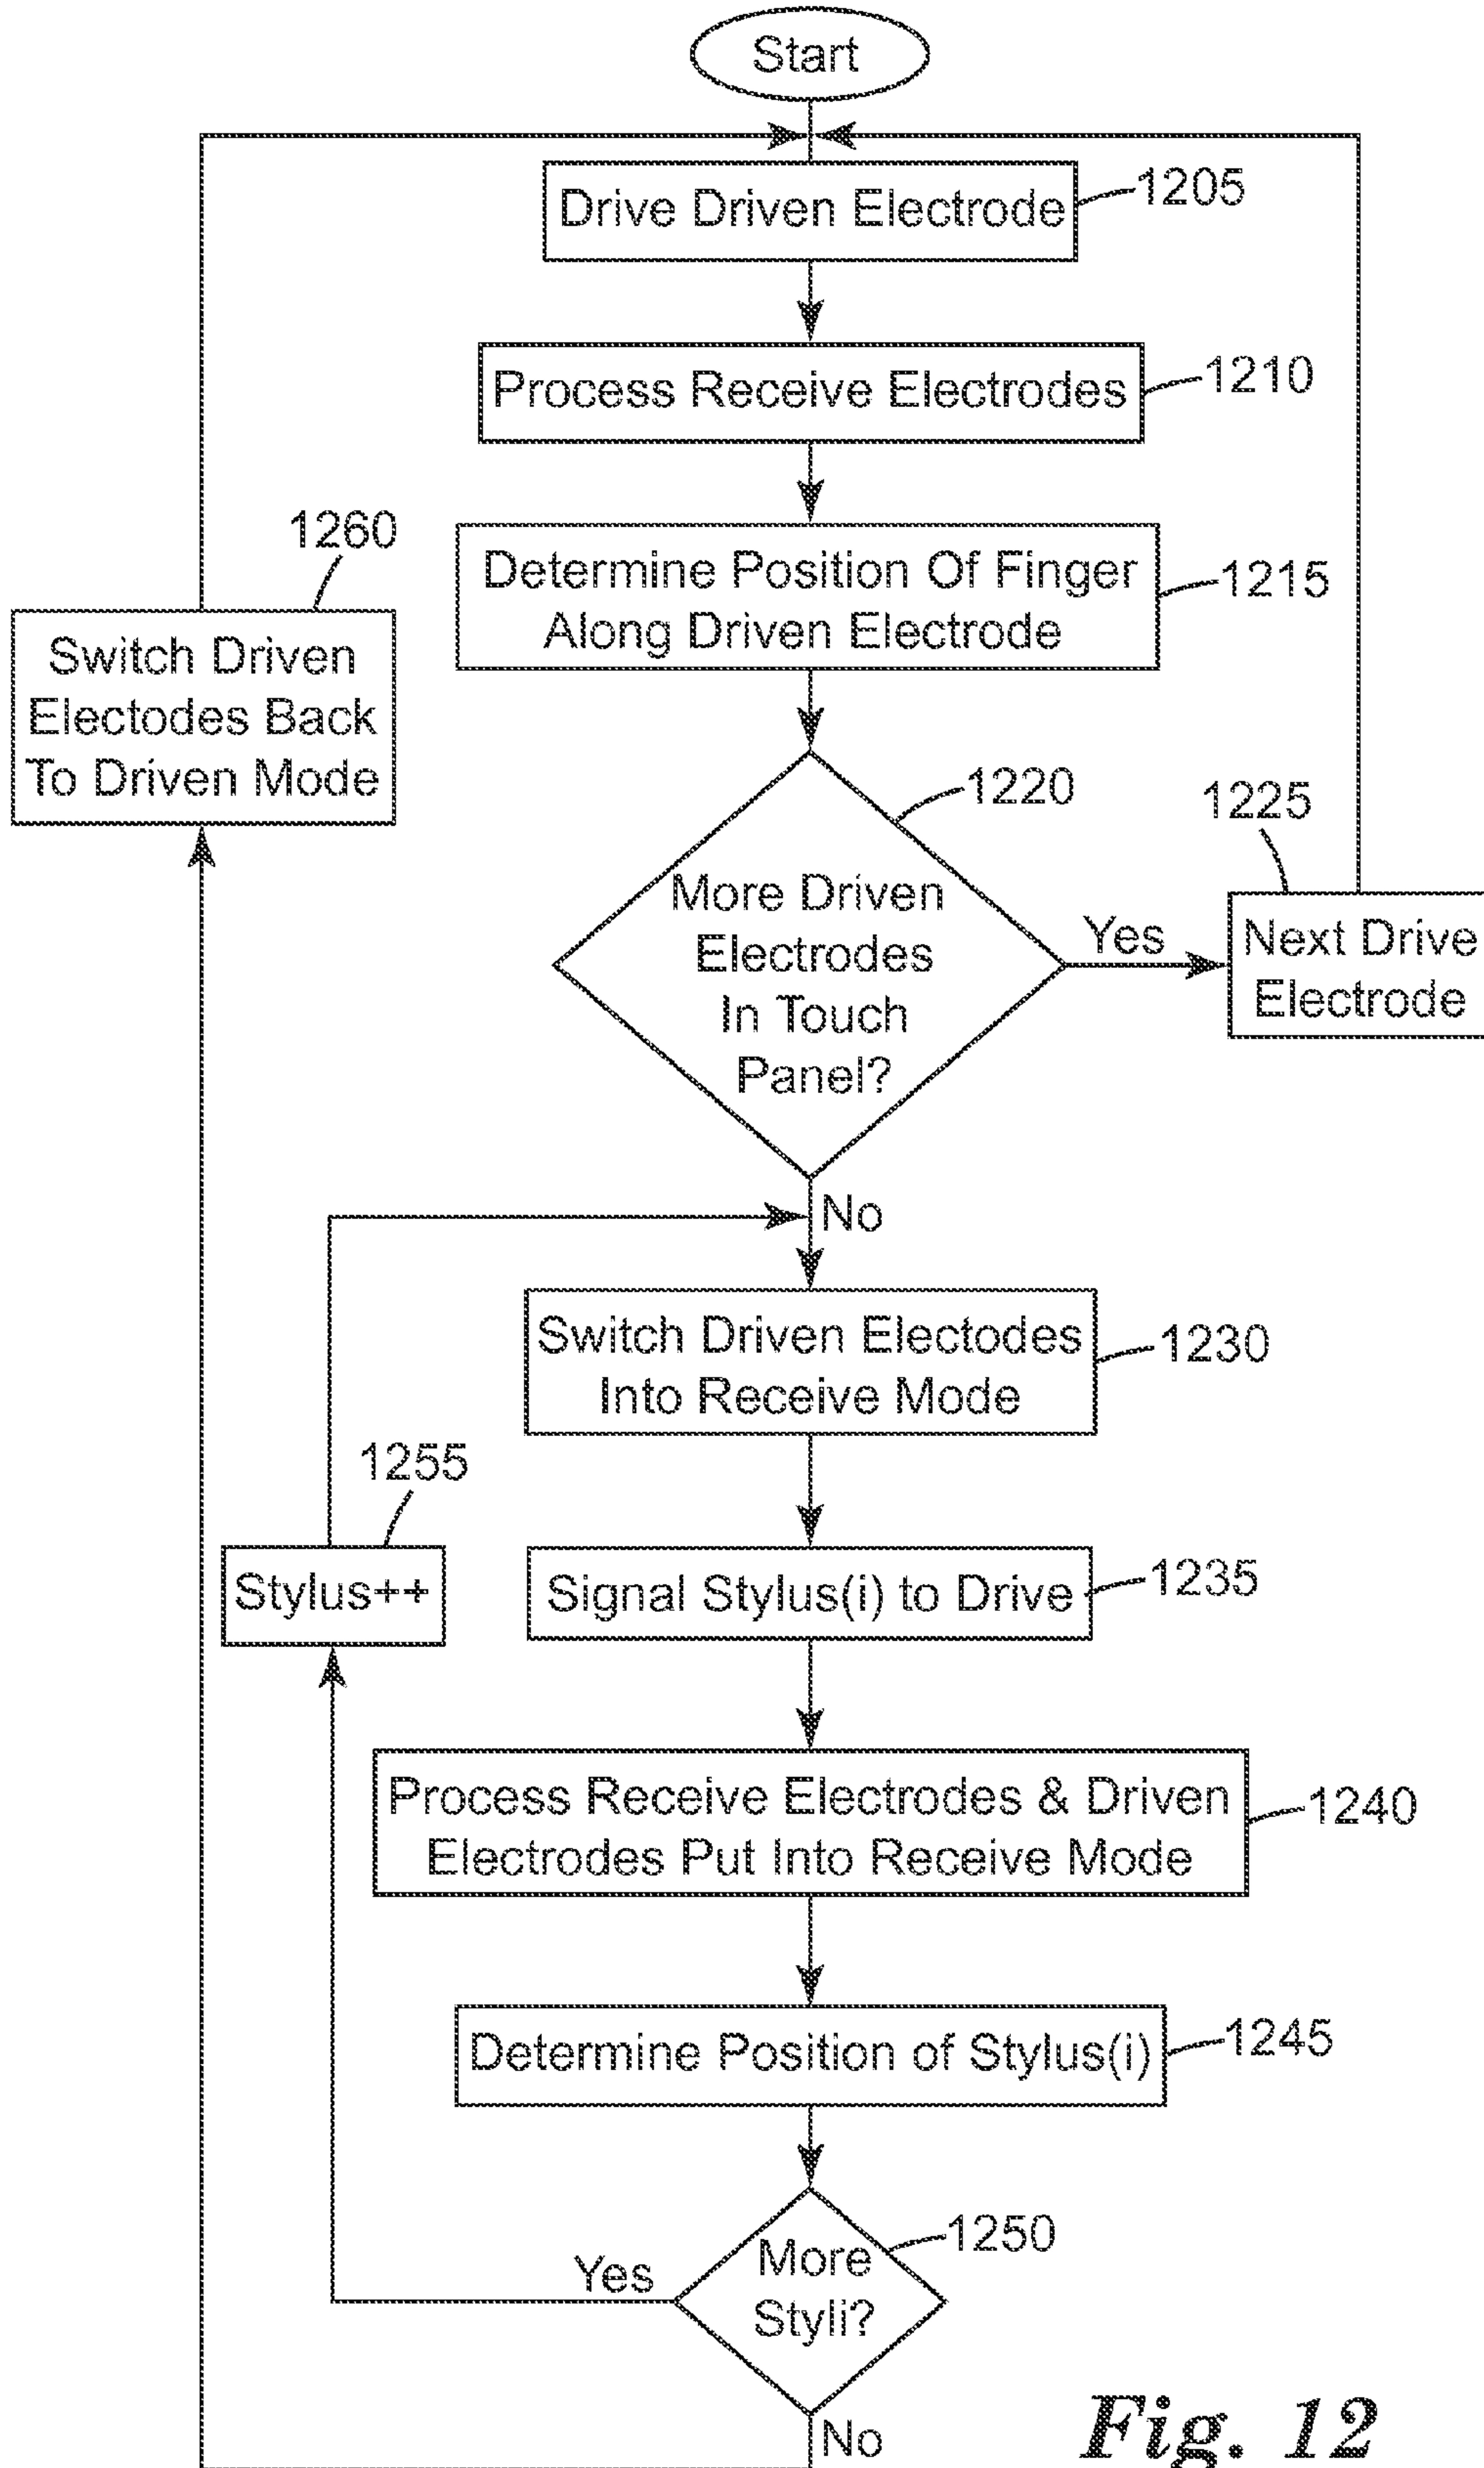 Start
Drive Driven Electrode
1205
Process Receive Electrodes
1210
Determine Position Of Finger
Along Driven Electrode
1215
1260
Switch Driven
Electodes Back
To Driven Mode
More Driven
Electrodes
In Touch
Panel?
1220
Yes
1225
Next Drive
Electrode
No
Switch Driven Electodes
Into Receive Mode
1230
1255
Stylus++
Signal Stylus(i) to Drive
1235
Process Receive Electrodes & Driven
Electrodes Put Into Receive Mode
1240
Determine Position of Stylus(i)
1245
More
Styli?
1250
Yes
No
Fig. 12